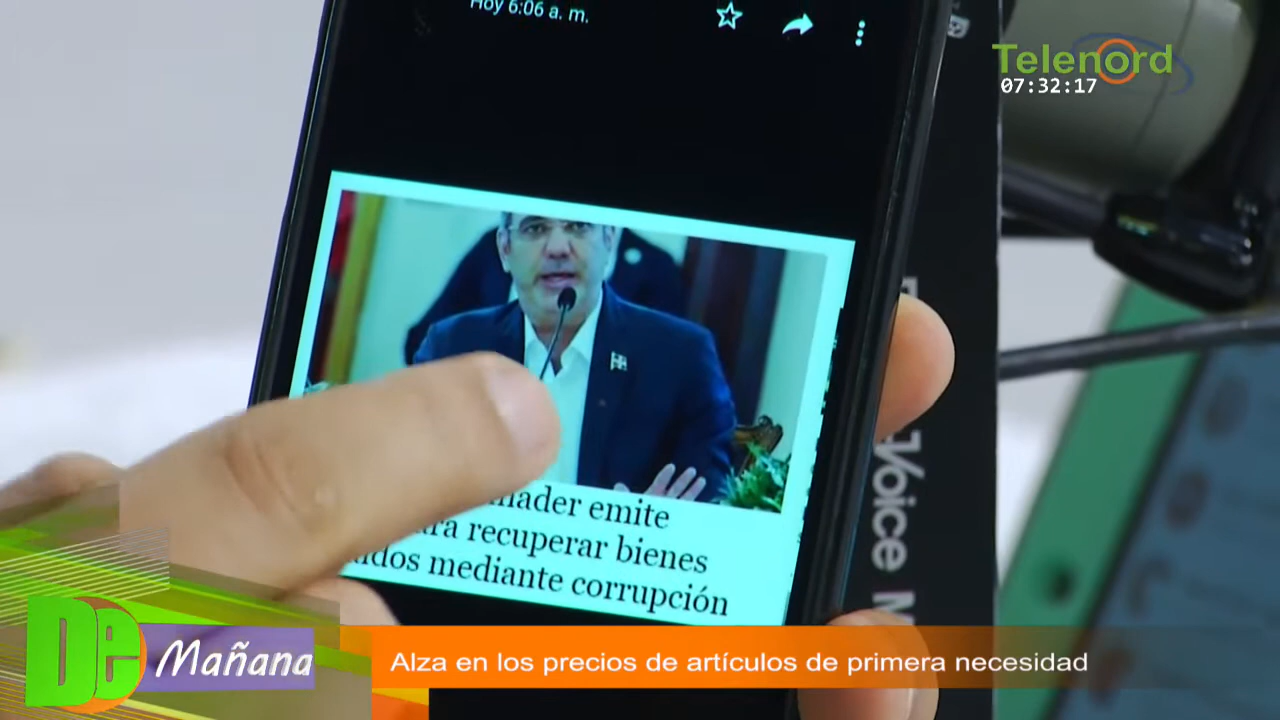 Hoy 6:06 a. m.
Telenord
07:32:17
nader emite
ra recuperar bienes
dos mediante corrupción
Voice
De
Mañana
Alza en los precios de artículos de primera necesidad